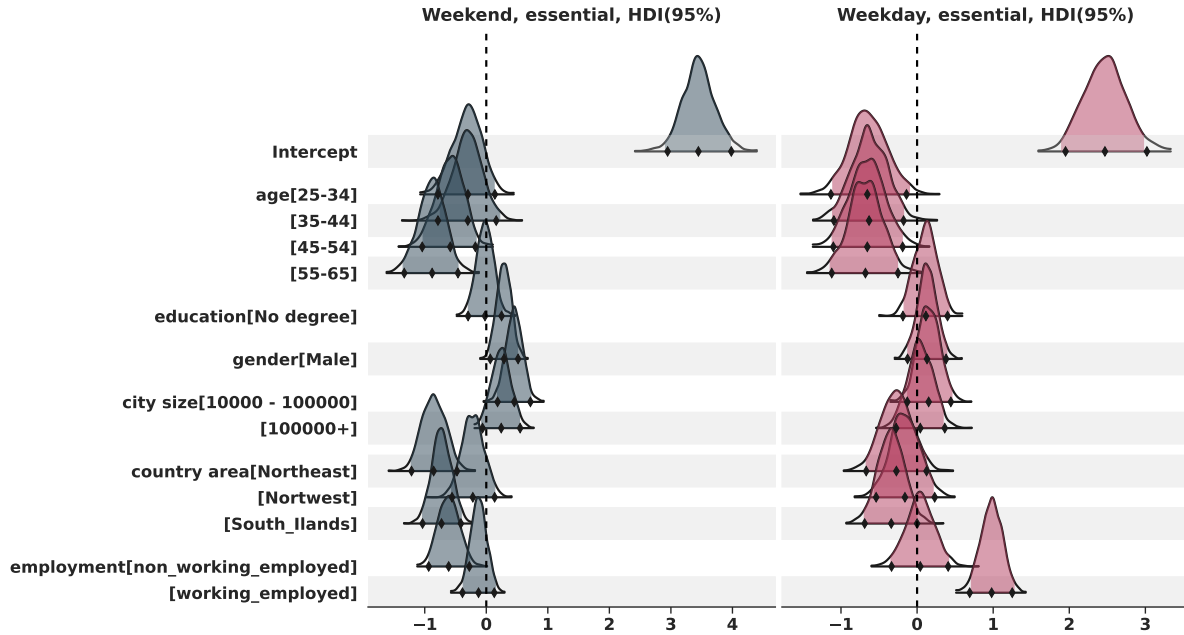 Weekend, essential, HDI(95%)
Weekday, essential, HDI(95%)
Intercept
age[25-34]
[35-44]
[45-54]
[55-65]
education[No degree]
gender[Male]
city size[10000 - 100000]
[100000+]
country area[Northeast]
[Nortwest]
[South_Ilands]
employment[non_working_employed]
[working_employed]
−1 0 1 2 3 4
−1 0 1 2 3